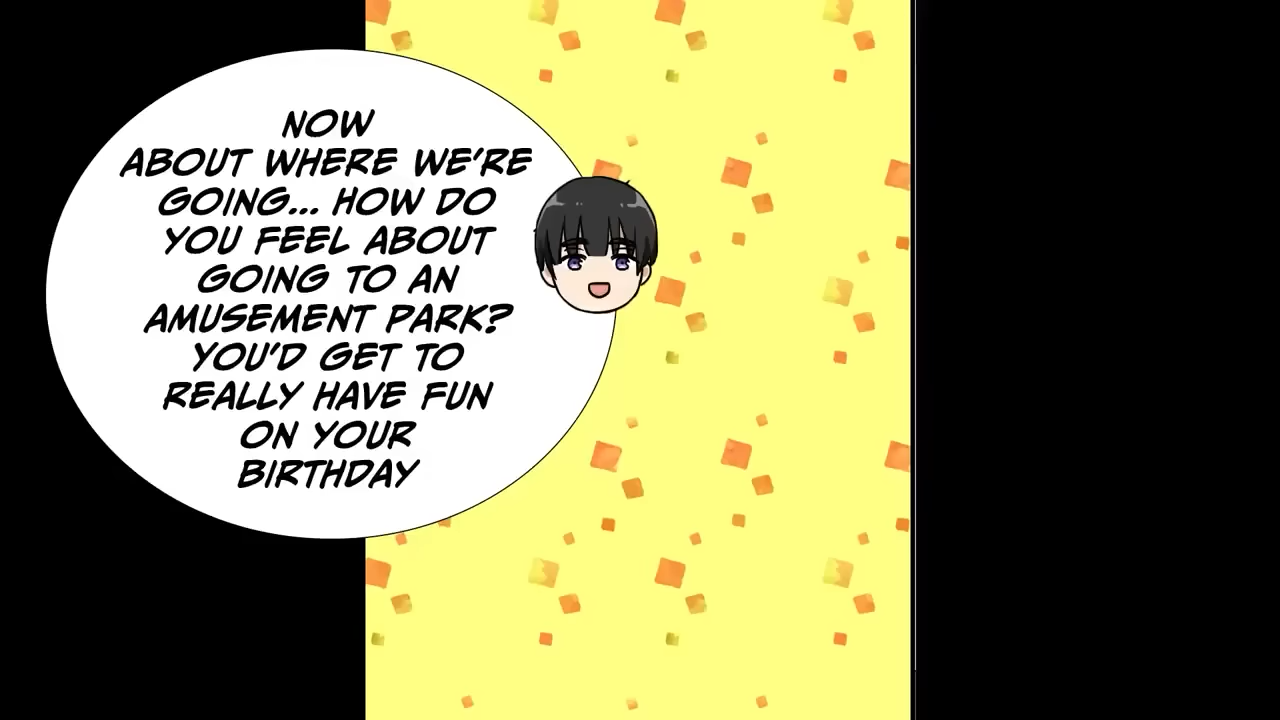 NOW
ABOUT WHERE WE'RE
GOING... HOW DO
YOU FEEL ABOUT
GOING TO AN
AMUSEMENT PARK?
YOU'D GET TO
REALLY HAVE FUN
ON YOUR
BIRTHDAY